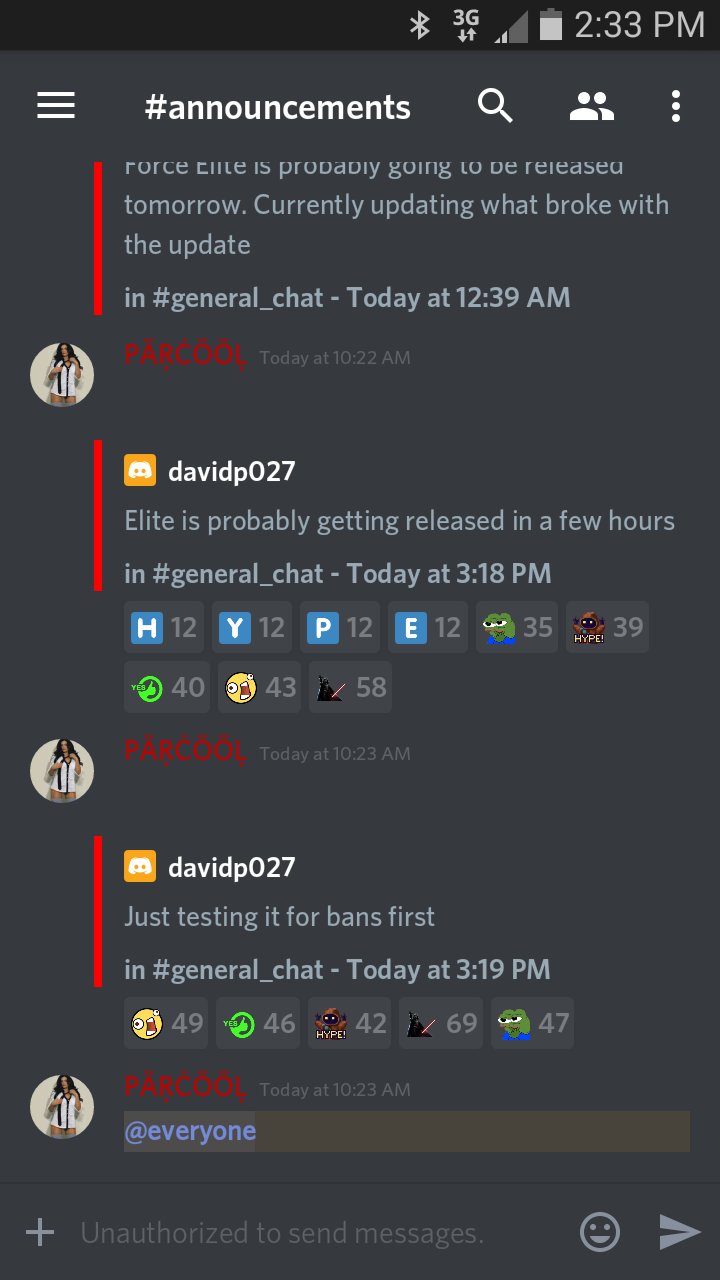 3G 2:33 PM
#announcements
Force Elite is probably going to be released
tomorrow. Currently updating what broke with
the update
in #general_chat - Today at 12:39 AM
PÄŖĊÖÖĻ Today at 10:22 AM
davidp027
Elite is probably getting released in a few hours
in #general_chat - Today at 3:18 PM
H 12 Y 12 P 12 E 12 35 HYPE! 39
YES 40 43 58
PÄŖĊÖÖĻ Today at 10:23 AM
davidp027
Just testing it for bans first
in #general_chat - Today at 3:19 PM
49 YES 46 HYPE! 42 69 47
PÄŖĊÖÖĻ Today at 10:23 AM
@everyone
Unauthorized to send messages.